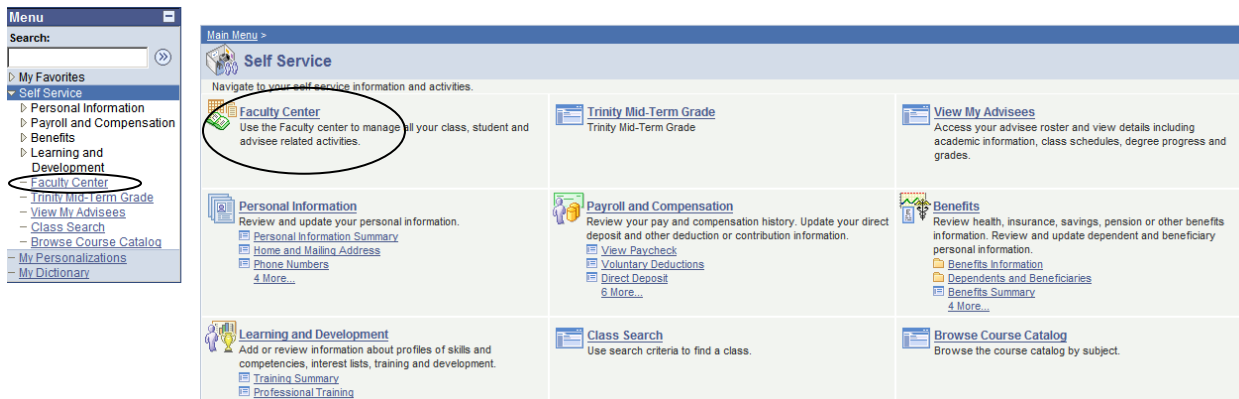 Menu
Search:
My Favorites
Self Service
Personal Information
Payroll and Compensation
Benefits
Learning and
Development
Faculty Center
Trinity Mid-Term Grade
View My Advisees
Class Search
Browse Course Catalog
My Personalizations
My Dictionary
Main Menu >
Self Service
Navigate to your self service information and activities.
Faculty Center
Use the Faculty center to manage all your class, student and
advisee related activities.
Trinity Mid-Term Grade
Trinity Mid-Term Grade
View My Advisees
Access your advisee roster and view details including
academic information, class schedules, degree progress and
grades.
Personal Information
Review and update your personal information.
Personal Information Summary
Home and Mailing Address
Phone Numbers
4 More...
Payroll and Compensation
Review your pay and compensation history. Update your direct
deposit and other deduction or contribution information.
View Paycheck
Voluntary Deductions
Direct Deposit
6 More...
Benefits
Review health, insurance, savings, pension or other benefits
information. Review and update dependent and beneficiary
personal information.
Benefits Information
Dependents and Beneficiaries
Benefits Summary
4 More...
Learning and Development
Add or review information about profiles of skills and
competencies, interest lists, training and development.
Training Summary
Professional Training
Class Search
Use search criteria to find a class.
Browse Course Catalog
Browse the course catalog by subject.